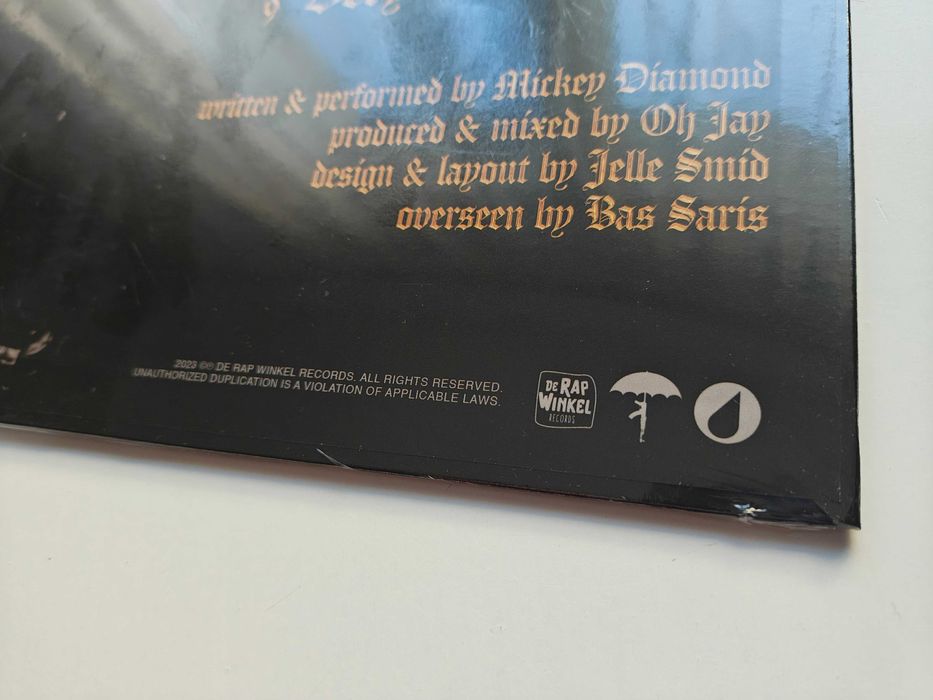 written & performed by Mickey Diamond
produced & mixed by Oh Jay
design & layout by Jelle Smid
overseen by Bas Saris
2023 ©℗ DE RAP WINKEL RECORDS. ALL RIGHTS RESERVED.
UNAUTHORIZED DUPLICATION IS A VIOLATION OF APPLICABLE LAWS.
DE RAP
WINKEL
RECORDS